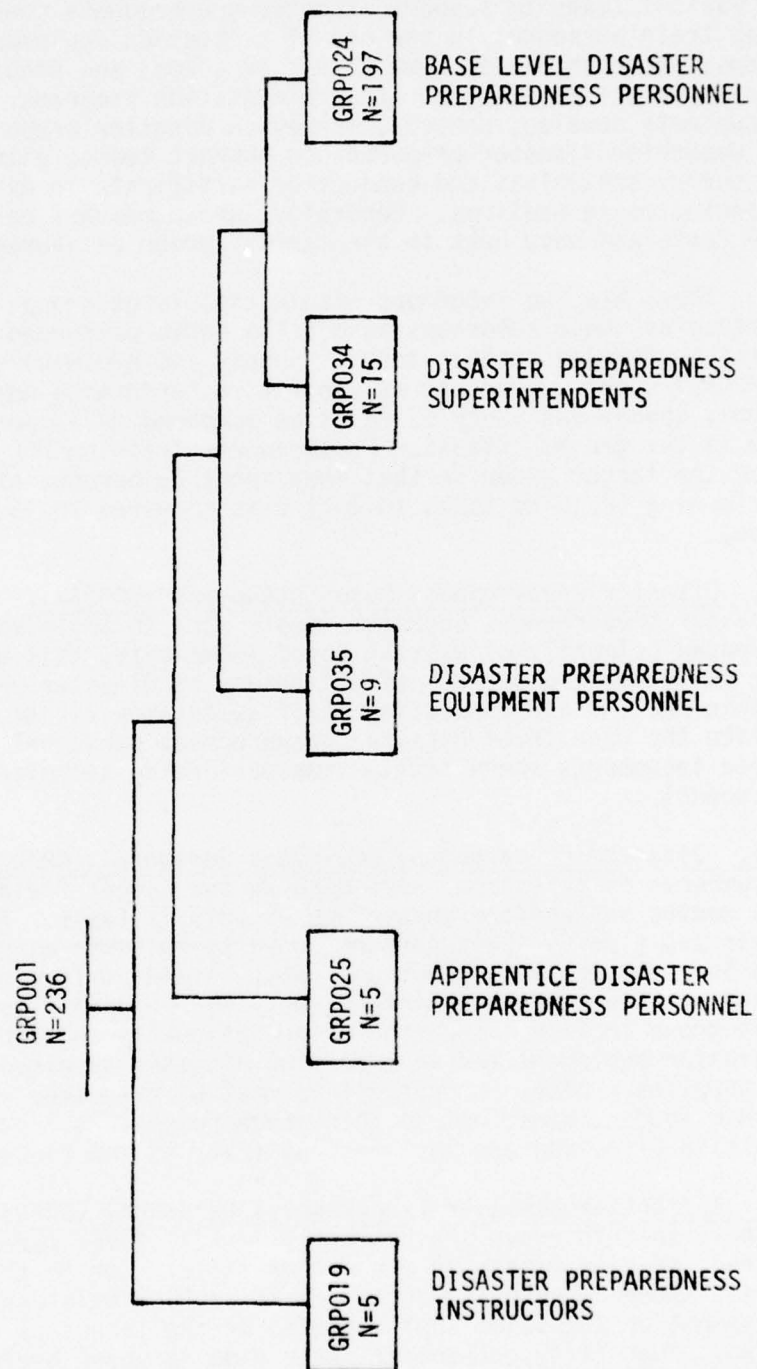 GRP001
N=236
GRP024
N=197
BASE LEVEL DISASTER
PREPAREDNESS PERSONNEL
GRP034
N=15
DISASTER PREPAREDNESS
SUPERINTENDENTS
GRP035
N=9
DISASTER PREPAREDNESS
EQUIPMENT PERSONNEL
GRP025
N=5
APPRENTICE DISASTER
PREPAREDNESS PERSONNEL
GRP019
N=5
DISASTER PREPAREDNESS
INSTRUCTORS